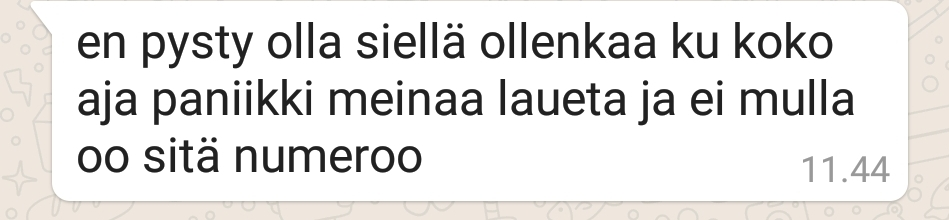 en pysty olla siellä ollenkaa ku koko
aja paniikki meinaa laueta ja ei mulla
oo sitä numeroo
11.44